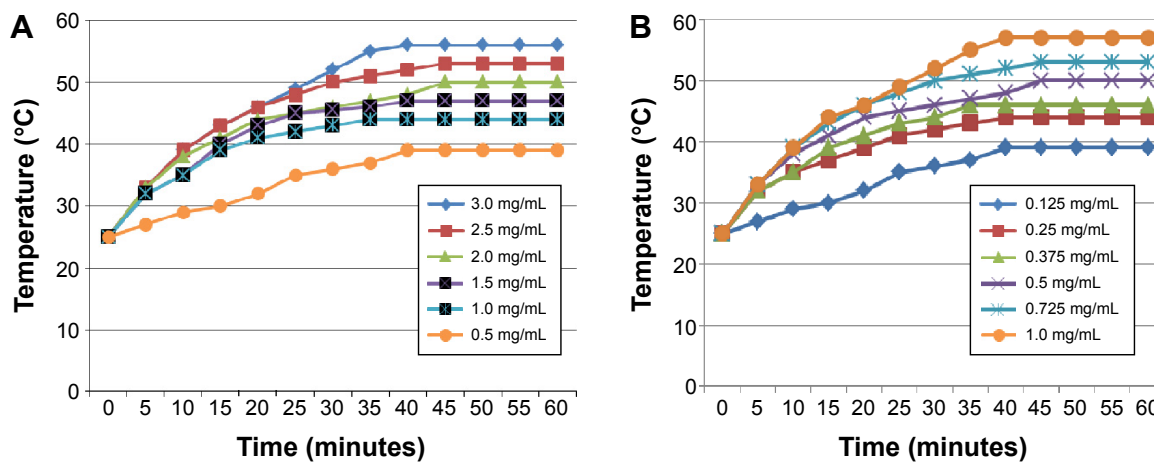 A
60
50
40
30
20
10
0
Temperature (°C)
3.0 mg/mL
2.5 mg/mL
2.0 mg/mL
1.5 mg/mL
1.0 mg/mL
0.5 mg/mL
0 5 10 15 20 25 30 35 40 45 50 55 60
Time (minutes)
B
60
50
40
30
20
10
0
Temperature (°C)
0.125 mg/mL
0.25 mg/mL
0.375 mg/mL
0.5 mg/mL
0.725 mg/mL
1.0 mg/mL
0 5 10 15 20 25 30 35 40 45 50 55 60
Time (minutes)